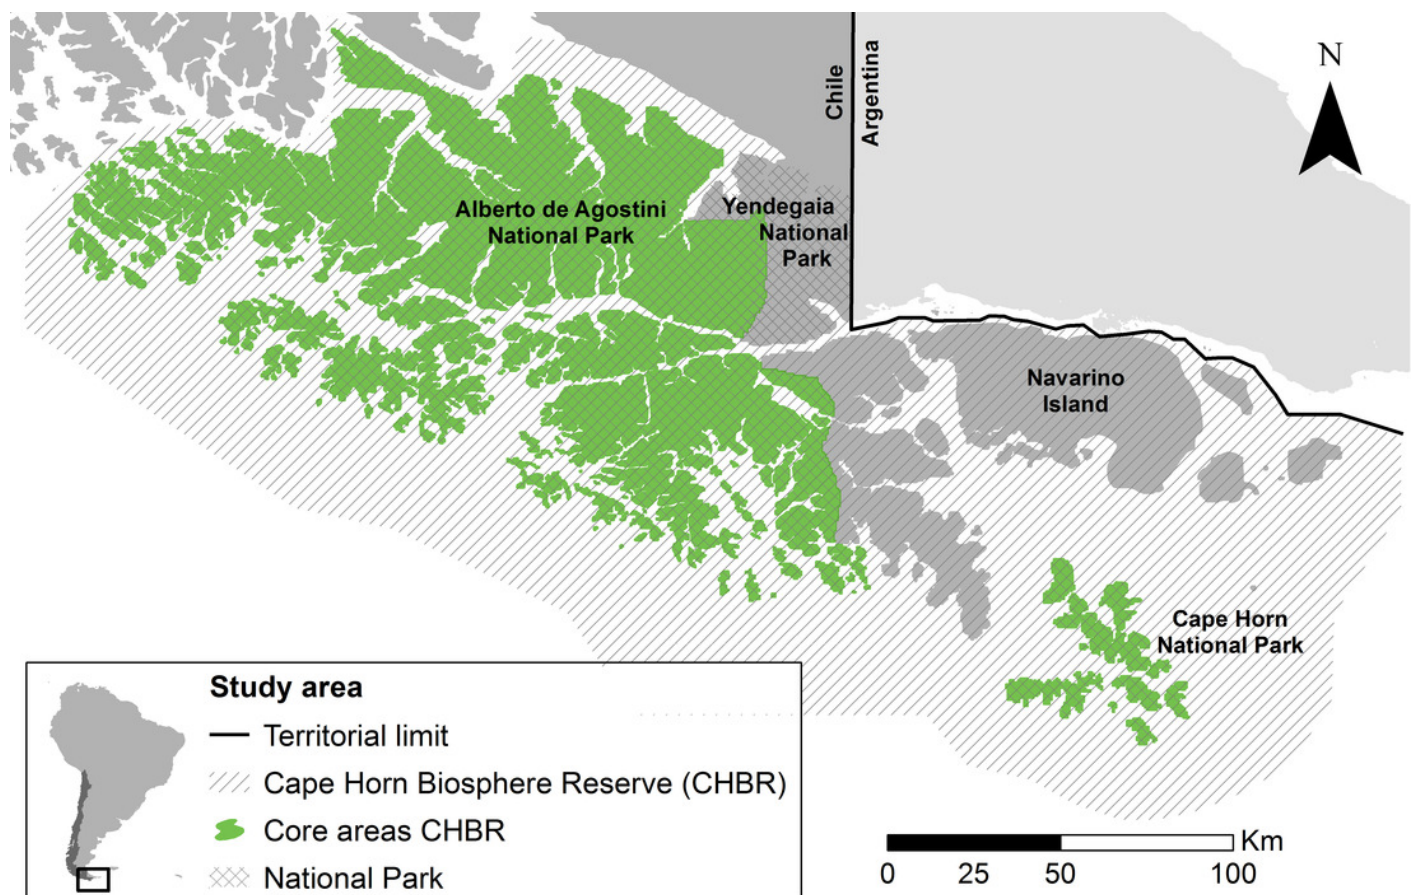 N
Chile
Argentina
Alberto de Agostini
National Park
Yendegaia
National
Park
Navarino
Island
Cape Horn
National Park
Study area
Territorial limit
Cape Horn Biosphere Reserve (CHBR)
Core areas CHBR
National Park
Km
0 25 50 100